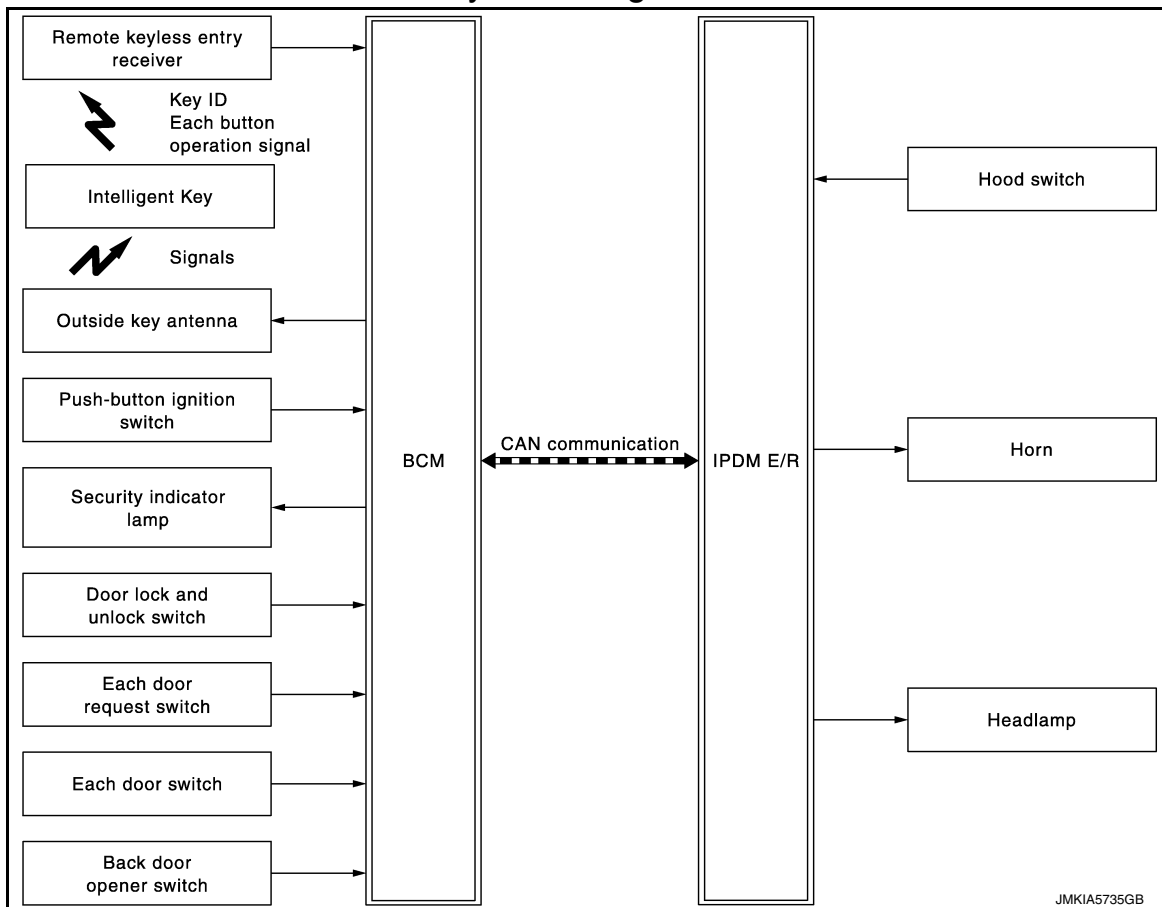 Remote keyless entry
receiver
Key ID
Each button
operation signal
Intelligent Key
Signals
Outside key antenna
Push-button ignition
switch
Security indicator
lamp
Door lock and
unlock switch
Each door
request switch
Each door switch
Back door
opener switch
BCM
CAN communication
IPDM E/R
Hood switch
Horn
Headlamp
JMKIA5735GB